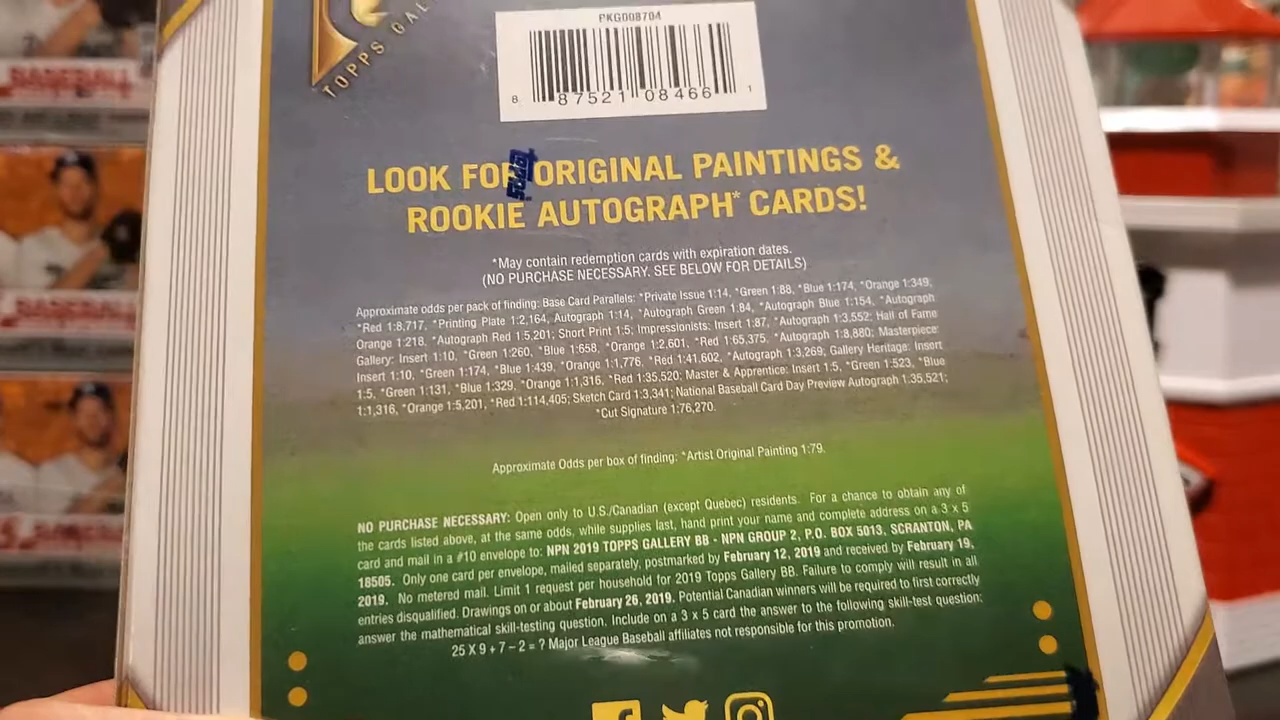 TOPPS GAL
PKG008704
8 87521 08466 1
LOOK FOR ORIGINAL PAINTINGS &
ROOKIE AUTOGRAPH* CARDS!
*May contain redemption cards with expiration dates.
(NO PURCHASE NECESSARY. SEE BELOW FOR DETAILS)
Approximate odds per pack of finding: Base Card Parallels: *Private Issue 1:14, *Green 1:88, *Blue 1:174, *Orange 1:349,
*Red 1:8,717, *Printing Plate 1:2,164, Autograph 1:14, *Autograph Green 1:84, *Autograph Blue 1:154, *Autograph
Orange 1:218, *Autograph Red 1:5,201; Short Print 1:5; Impressionists: Insert 1:87, *Autograph 1:3,552; Hall of Fame
Gallery: Insert 1:10, *Green 1:260, *Blue 1:658, *Orange 1:2,601, *Red 1:65,375, *Autograph 1:8,880; Masterpiece:
Insert 1:10, *Green 1:174, *Blue 1:439, *Orange 1:1,776, *Red 1:41,602, *Autograph 1:3,269; Gallery Heritage: Insert
1:5, *Green 1:131, *Blue 1:329, *Orange 1:1,316, *Red 1:35,520; Master & Apprentice: Insert 1:5, *Green 1:523, *Blue
1:1,316, *Orange 1:5,201, *Red 1:114,405; Sketch Card 1:3,341; National Baseball Card Day Preview Autograph 1:35,521;
*Cut Signature 1:76,270.
Approximate Odds per box of finding: *Artist Original Painting 1:79.
NO PURCHASE NECESSARY: Open only to U.S./Canadian (except Quebec) residents. For a chance to obtain any of
the cards listed above, at the same odds, while supplies last, hand print your name and complete address on a 3 x 5
card and mail in a #10 envelope to: NPN 2019 TOPPS GALLERY BB - NPN GROUP 2, P.O. BOX 5013, SCRANTON, PA
18505. Only one card per envelope, mailed separately, postmarked by February 12, 2019 and received by February 19,
2019. No metered mail. Limit 1 request per household for 2019 Topps Gallery BB. Failure to comply will result in all
entries disqualified. Drawings on or about February 26, 2019. Potential Canadian winners will be required to first correctly
answer the mathematical skill-testing question. Include on a 3 x 5 card the answer to the following skill-test question:
25 X 9 + 7 – 2 = ? Major League Baseball affiliates not responsible for this promotion.
topps
BASEBALL
BASEBALL